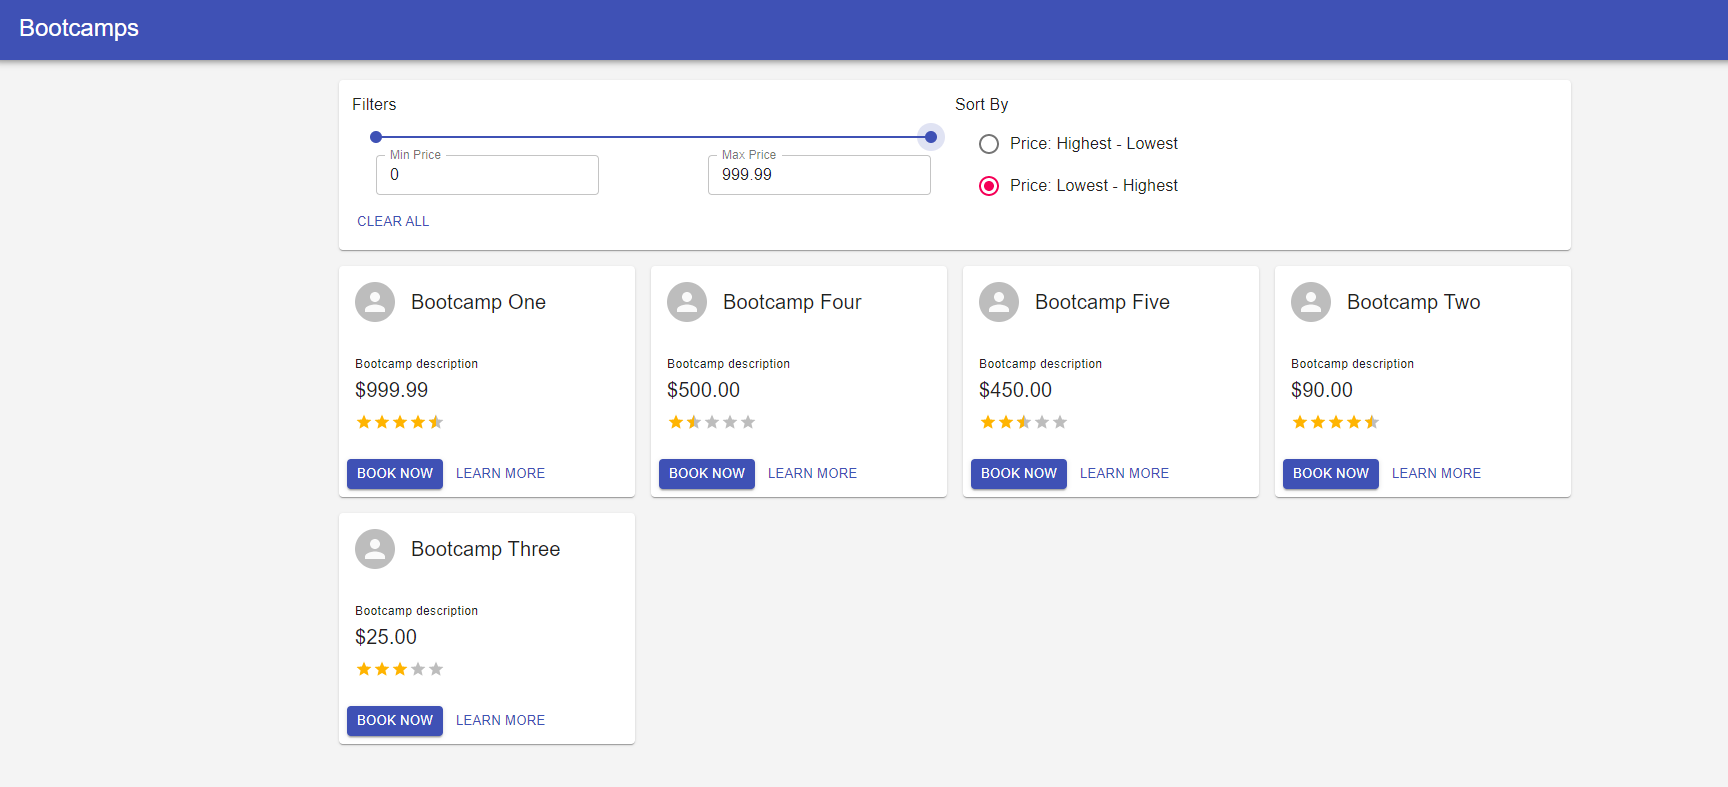 Bootcamps
Filters
Min Price
0
Max Price
999.99
CLEAR ALL
Sort By
Price: Highest - Lowest
Price: Lowest - Highest
Bootcamp One
Bootcamp description
$999.99
BOOK NOW LEARN MORE
Bootcamp Four
Bootcamp description
$500.00
BOOK NOW LEARN MORE
Bootcamp Five
Bootcamp description
$450.00
BOOK NOW LEARN MORE
Bootcamp Two
Bootcamp description
$90.00
BOOK NOW LEARN MORE
Bootcamp Three
Bootcamp description
$25.00
BOOK NOW LEARN MORE